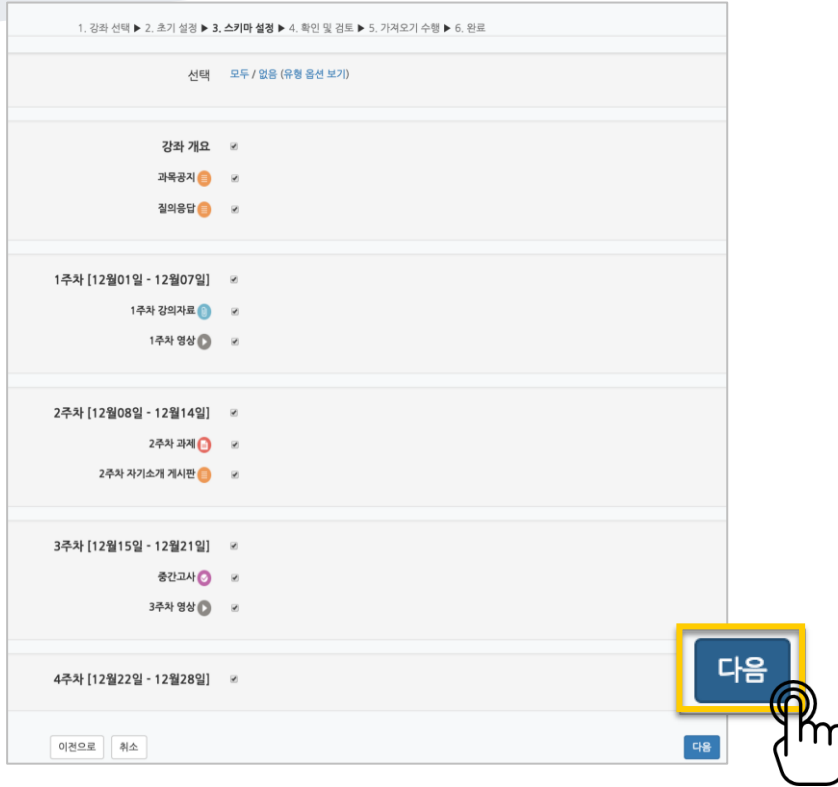 1. 강좌 선택 ▶ 2. 초기 설정 ▶ 3. 스키마 설정 ▶ 4. 확인 및 검토 ▶ 5. 가져오기 수행 ▶ 6. 완료
선택 모두 / 없음 (유형 옵션 보기)
강좌 개요
과목공지
질의응답
1주차 [12월01일 - 12월07일]
1주차 강의자료
1주차 영상
2주차 [12월08일 - 12월14일]
2주차 과제
2주차 자기소개 게시판
3주차 [12월15일 - 12월21일]
중간고사
3주차 영상
4주차 [12월22일 - 12월28일]
다음
이전으로 취소 다음